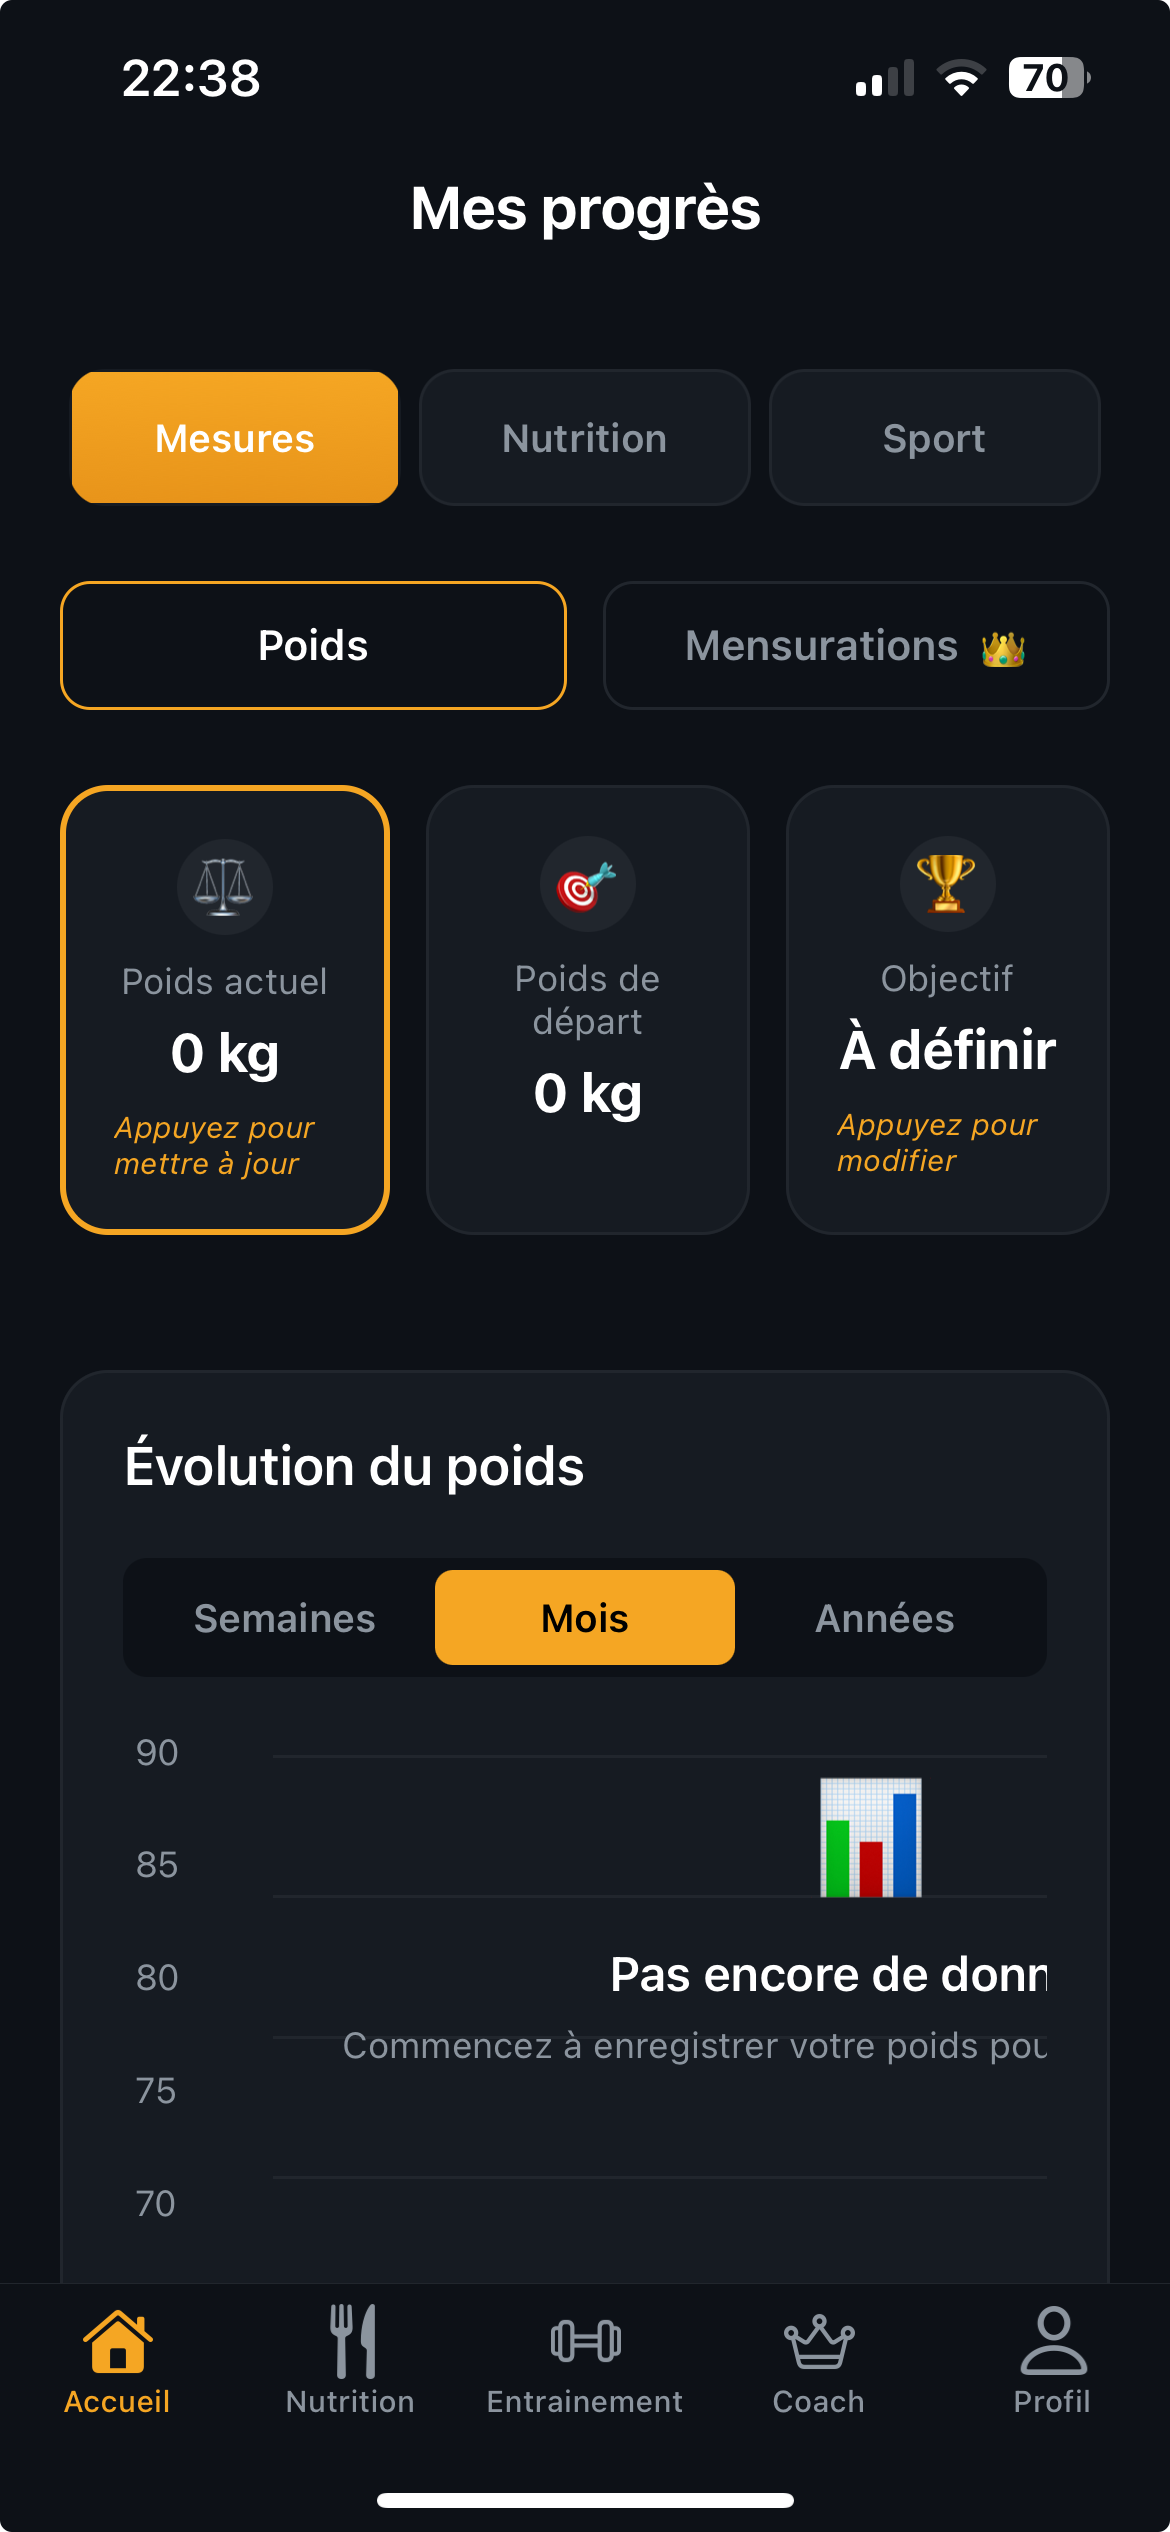 22:38
70
Mes progrès
Mesures
Nutrition
Sport
Poids
Mensurations
Poids actuel
0 kg
Appuyez pour
mettre à jour
Poids de
départ
0 kg
Objectif
À définir
Appuyez pour
modifier
Évolution du poids
Semaines
Mois
Années
90
85
80
75
70
Pas encore de donn
Commencez à enregistrer votre poids pou
Accueil
Nutrition
Entrainement
Coach
Profil